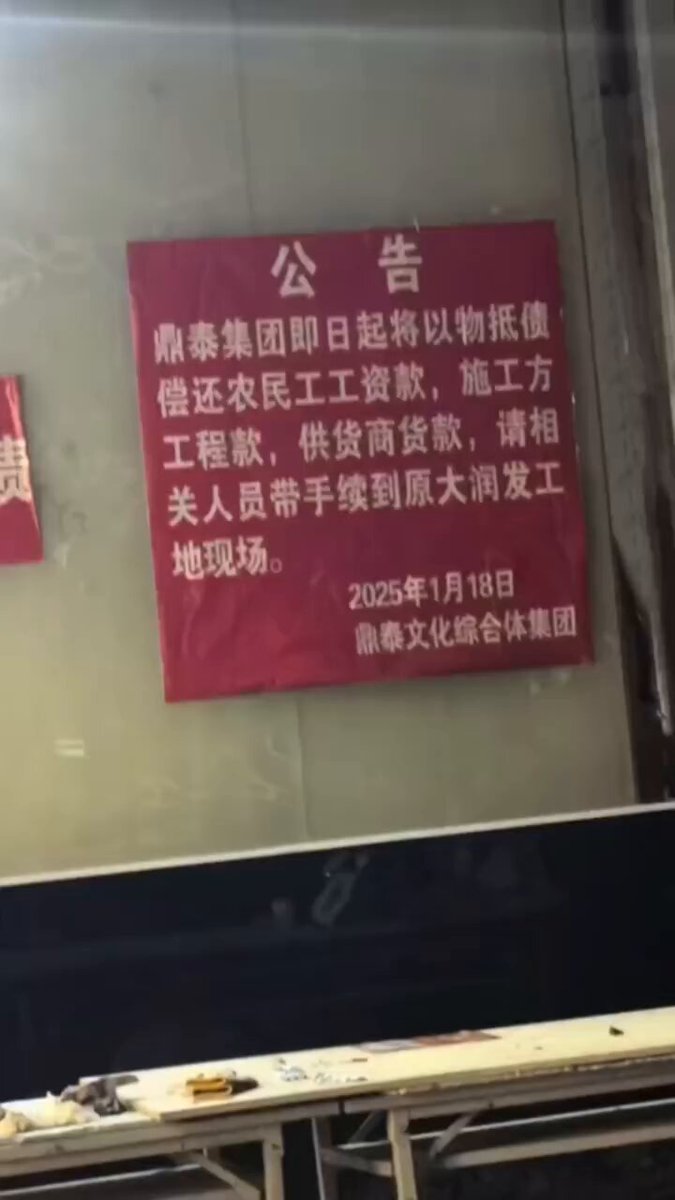 公告
鼎泰集团即日起将以物抵债
偿还农民工工资款，施工方
工程款，供货商货款，请相
关人员带手续到原大润发工
地现场。
2025年1月18日
鼎泰文化综合体集团
责